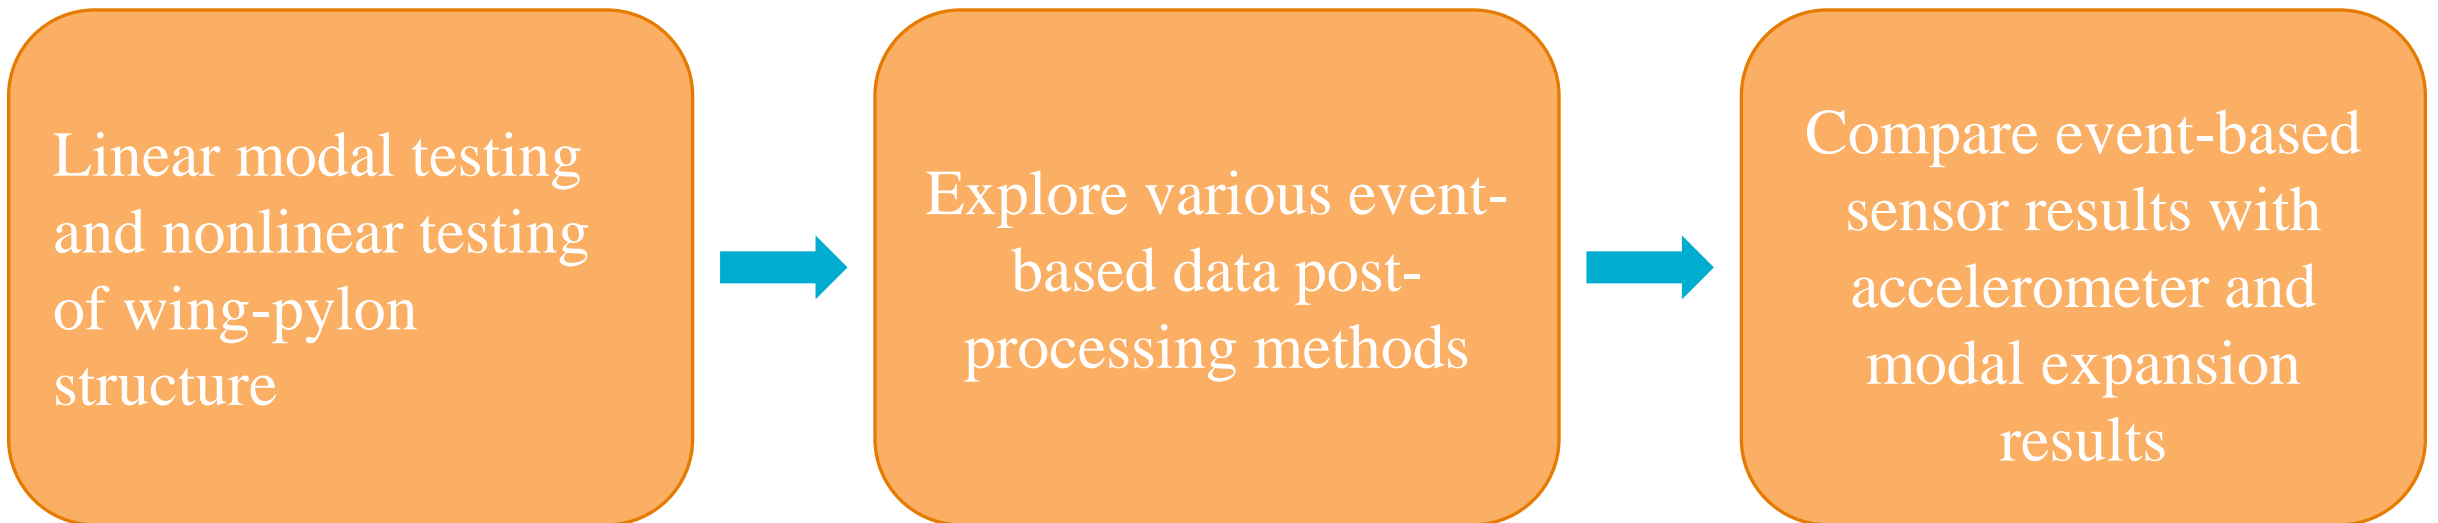 Linear modal testing
and nonlinear testing
of wing-pylon
structure
Explore various event-
based data post-
processing methods
Compare event-based
sensor results with
accelerometer and
modal expansion
results